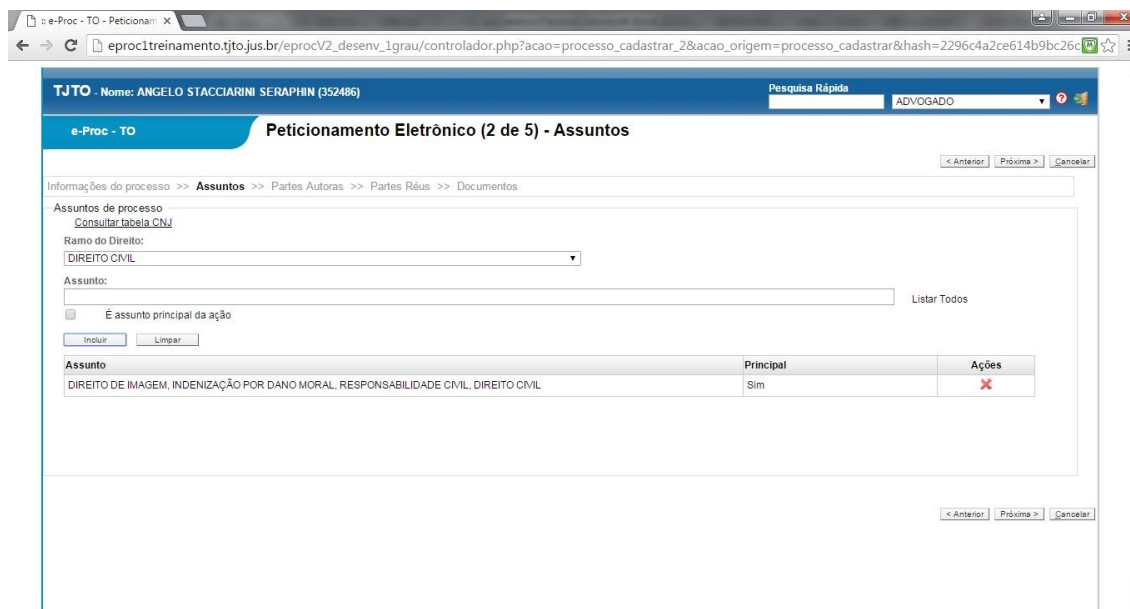 :: e-Proc - TO - Peticionam
eproc1treinamento.tjto.jus.br/eprocV2_desenv_1grau/controlador.php?acao=processo_cadastrar_2&acao_origem=processo_cadastrar&hash=2296c4a2ce614b9bc26c
TJTO - Nome: ANGELO STACCIARINI SERAPHIN (352486)
Pesquisa Rápida
ADVOGADO
e-Proc - TO
Peticionamento Eletrônico (2 de 5) - Assuntos
< Anterior Próxima > Cancelar
Informações do processo >> Assuntos >> Partes Autoras >> Partes Réus >> Documentos
Assuntos de processo
Consultar tabela CNJ
Ramo do Direito:
DIREITO CIVIL
Assunto:
Listar Todos
É assunto principal da ação
Incluir Limpar
Assunto Principal Ações
DIREITO DE IMAGEM, INDENIZAÇÃO POR DANO MORAL, RESPONSABILIDADE CIVIL, DIREITO CIVIL Sim
< Anterior Próxima > Cancelar